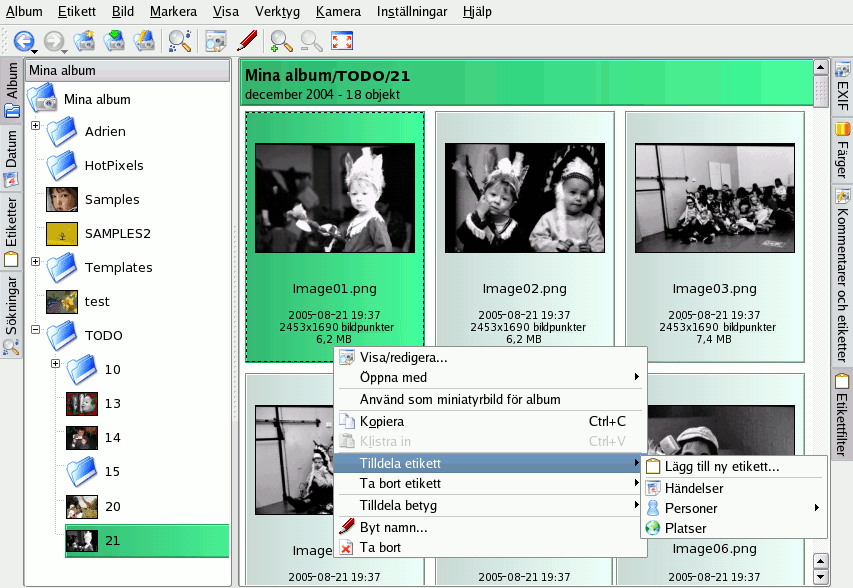 Album Etikett Bild Markera Visa Verktyg Kamera Inställningar Hjälp
Album
Datum
Etiketter
Sökningar
Mina album
Mina album
Adrien
HotPixels
Samples
SAMPLES2
Templates
test
TODO
10
13
14
15
20
21
Mina album/TODO/21
december 2004 - 18 objekt
Image01.png
2005-08-21 19:37
2453x1690 bildpunkter
6,2 MB
Image02.png
2005-08-21 19:37
2453x1690 bildpunkter
6,2 MB
Image03.png
2005-08-21 19:37
2453x1690 bildpunkter
7,4 MB
Visa/redigera...
Öppna med
Använd som miniatyrbild för album
Kopiera Ctrl+C
Klistra in Ctrl+V
Tilldela etikett
Ta bort etikett
Tilldela betyg
Byt namn...
Ta bort
Lägg till ny etikett...
Händelser
Personer
Platser
Image06.png
2005-08-21 19:37
2005-08-21 19:37
2005-08-21 19:37
EXIF
Färger
Kommentarer och etiketter
Etikettfilter